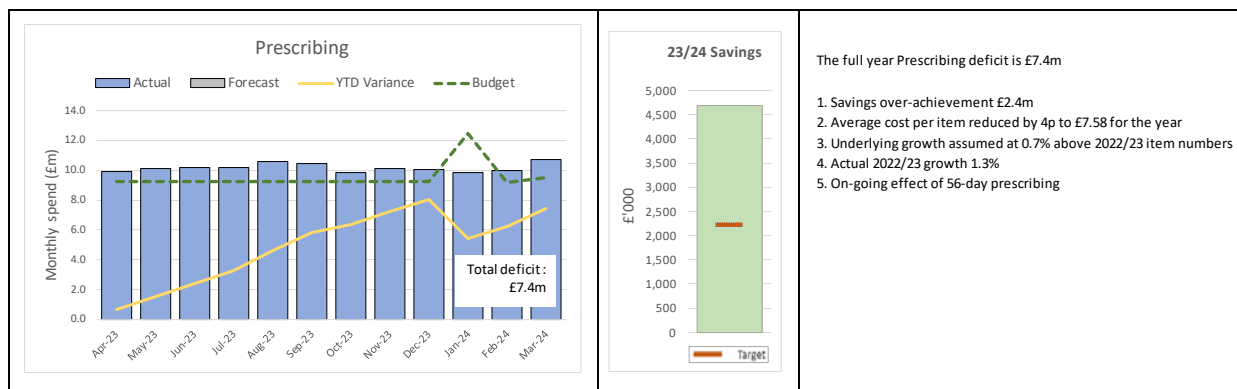 Prescribing
Actual Forecast YTD Variance Budget
Monthly spend (£m)
14.0
12.0
10.0
8.0
6.0
4.0
2.0
0.0
Total deficit :
£7.4m
Apr-23 May-23 Jun-23 Jul-23 Aug-23 Sep-23 Oct-23 Nov-23 Dec-23 Jan-24 Feb-24 Mar-24
23/24 Savings
£'000
5,000
4,500
4,000
3,500
3,000
2,500
2,000
1,500
1,000
500
0
Target
The full year Prescribing deficit is £7.4m
1. Savings over-achievement £2.4m
2. Average cost per item reduced by 4p to £7.58 for the year
3. Underlying growth assumed at 0.7% above 2022/23 item numbers
4. Actual 2022/23 growth 1.3%
5. On-going effect of 56-day prescribing